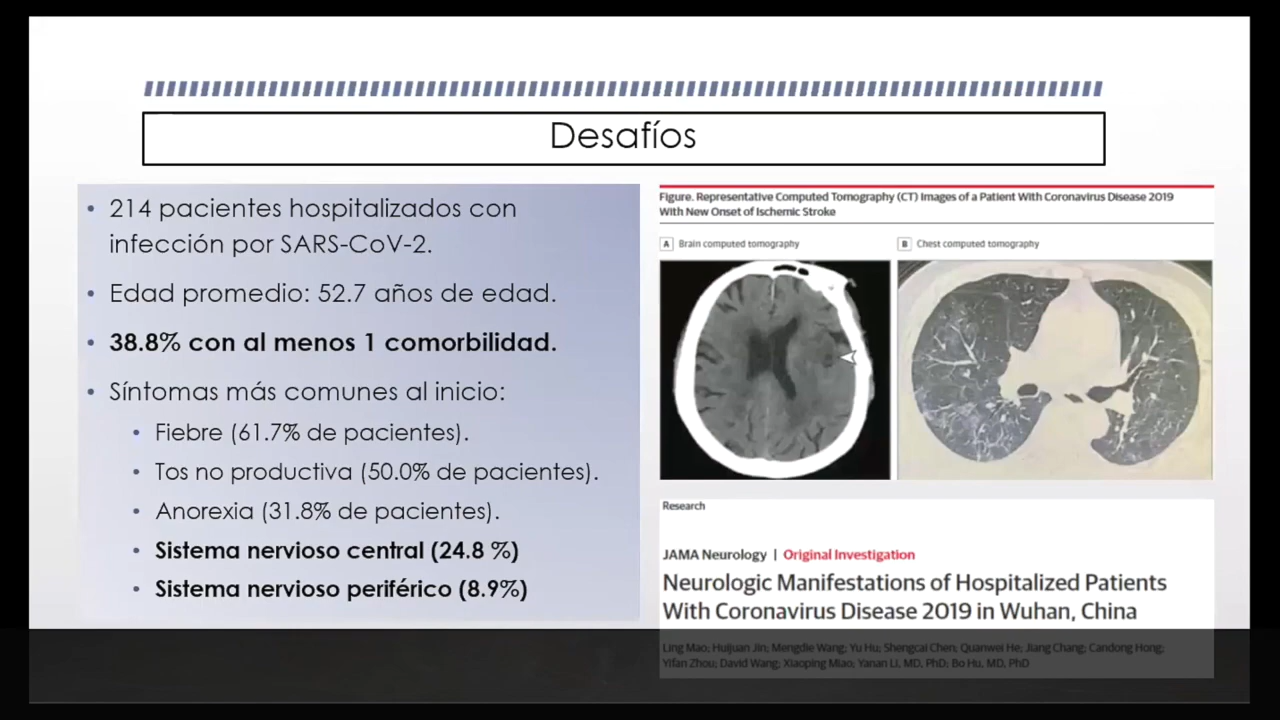 Desafíos
• 214 pacientes hospitalizados con
infección por SARS-CoV-2.
• Edad promedio: 52.7 años de edad.
• 38.8% con al menos 1 comorbilidad.
• Síntomas más comunes al inicio:
• Fiebre (61.7% de pacientes).
• Tos no productiva (50.0% de pacientes).
• Anorexia (31.8% de pacientes).
• Sistema nervioso central (24.8 %)
• Sistema nervioso periférico (8.9%)
Figure. Representative Computed Tomography (CT) Images of a Patient With Coronavirus Disease 2019
With New Onset of Ischemic Stroke
A Brain computed tomography
B Chest computed tomography
Research
JAMA Neurology | Original Investigation
Neurologic Manifestations of Hospitalized Patients
With Coronavirus Disease 2019 in Wuhan, China
Ling Mao; Huijuan Jin; Mengdie Wang; Yu Hu; Shengcai Chen; Quanwei He; Jiang Chang; Candong Hong;
Yifan Zhou; David Wang; Xiaoping Miao; Yanan Li, MD, PhD; Bo Hu, MD, PhD